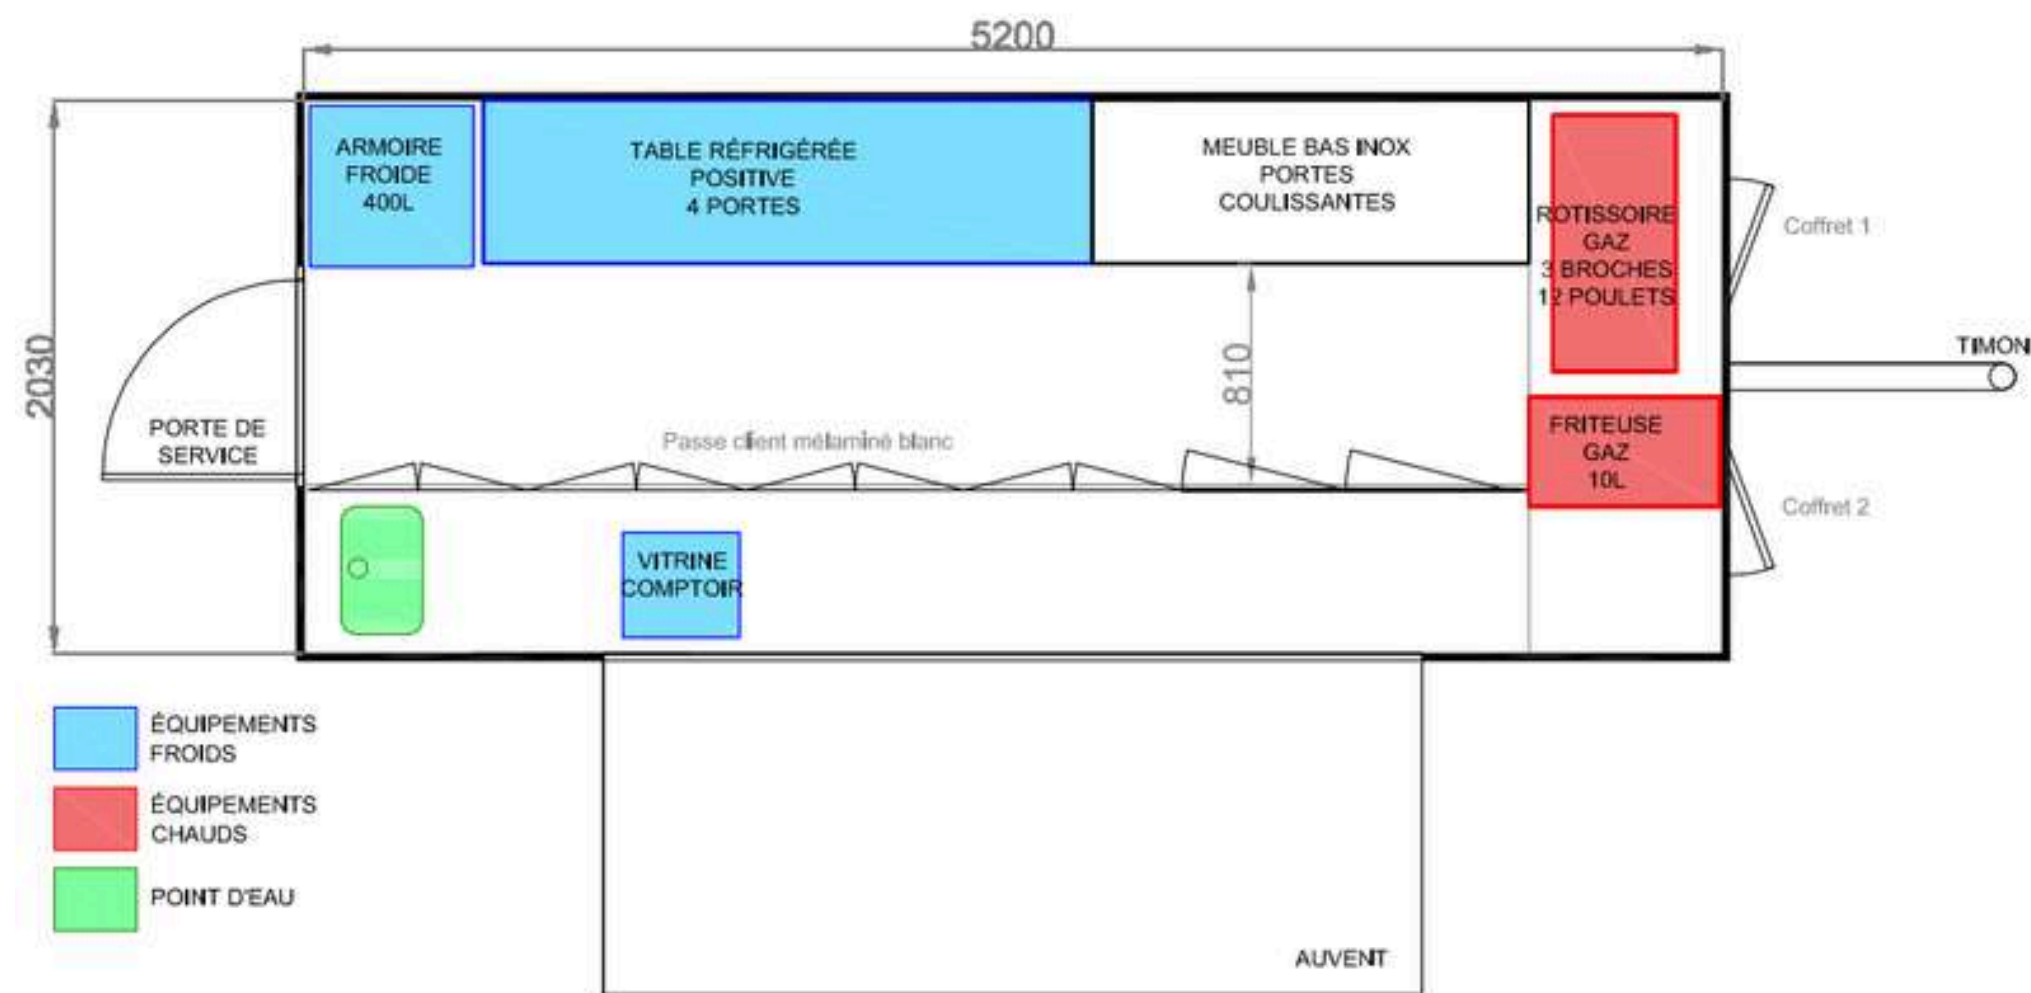 5200
2030
ARMOIRE
FROIDE
400L
TABLE RÉFRIGÉRÉE
POSITIVE
4 PORTES
MEUBLE BAS INOX
PORTES
COULISSANTES
ROTISSOIRE
GAZ
3 BROCHES
12 POULETS
Coffret 1
TIMON
810
PORTE DE
SERVICE
Passe client mélaminé blanc
FRITEUSE
GAZ
10L
Coffret 2
VITRINE
COMPTOIR
ÉQUIPEMENTS
FROIDS
ÉQUIPEMENTS
CHAUDS
POINT D'EAU
AUVENT